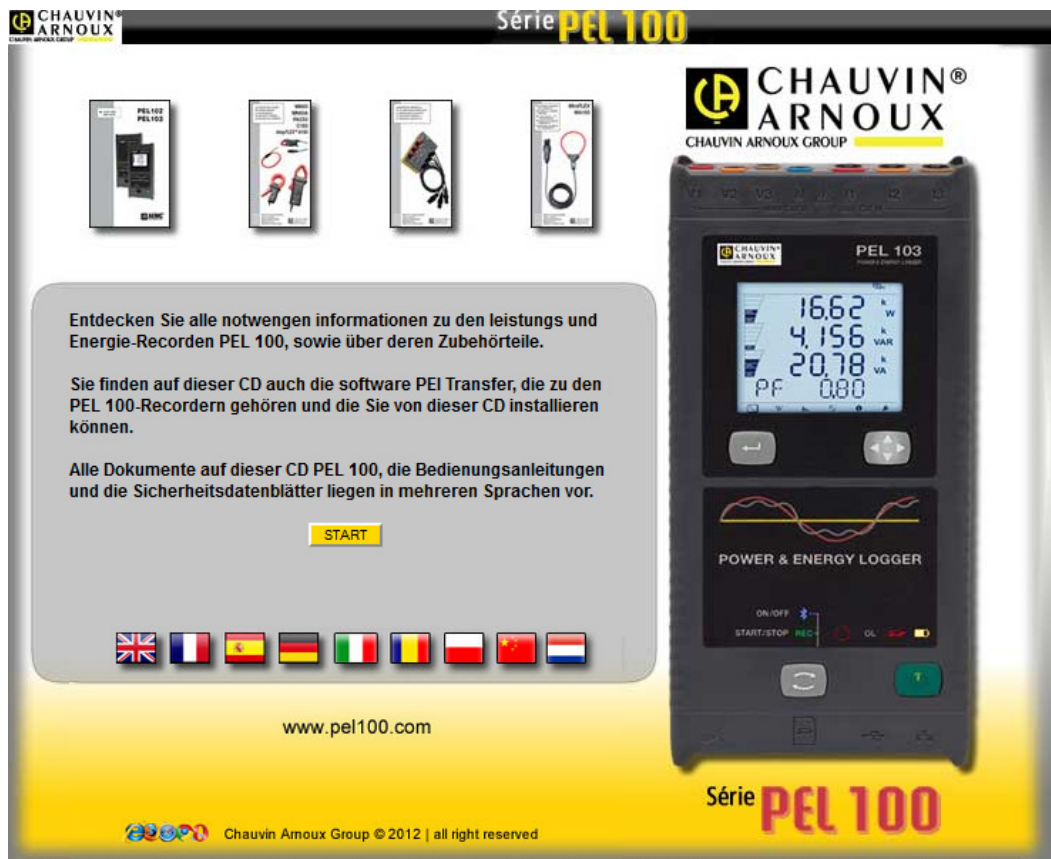 CHAUVIN®
ARNOUX
CHAUVIN ARNOUX GROUP
Série PEL 100
PEL102
PEL103
MiniFLEX
MA100
CHAUVIN®
ARNOUX
CHAUVIN ARNOUX GROUP
V1 V2 V3 N I1 I2 I3
CHAUVIN®
ARNOUX
PEL 103
POWER & ENERGY LOGGER
16,62 k W
4,156 k VAR
20,78 k VA
PF 0,80
Entdecken Sie alle notwengen informationen zu den leistungs und
Energie-Recorden PEL 100, sowie über deren Zubehörteile.
Sie finden auf dieser CD auch die software PEl Transfer, die zu den
PEL 100-Recordern gehören und die Sie von dieser CD installieren
können.
Alle Dokumente auf dieser CD PEL 100, die Bedienungsanleitungen
und die Sicherheitsdatenblätter liegen in mehreren Sprachen vor.
START
POWER & ENERGY LOGGER
ON/OFF
START/STOP REC
OL
www.pel100.com
Série PEL 100
Chauvin Arnoux Group © 2012 | all right reserved